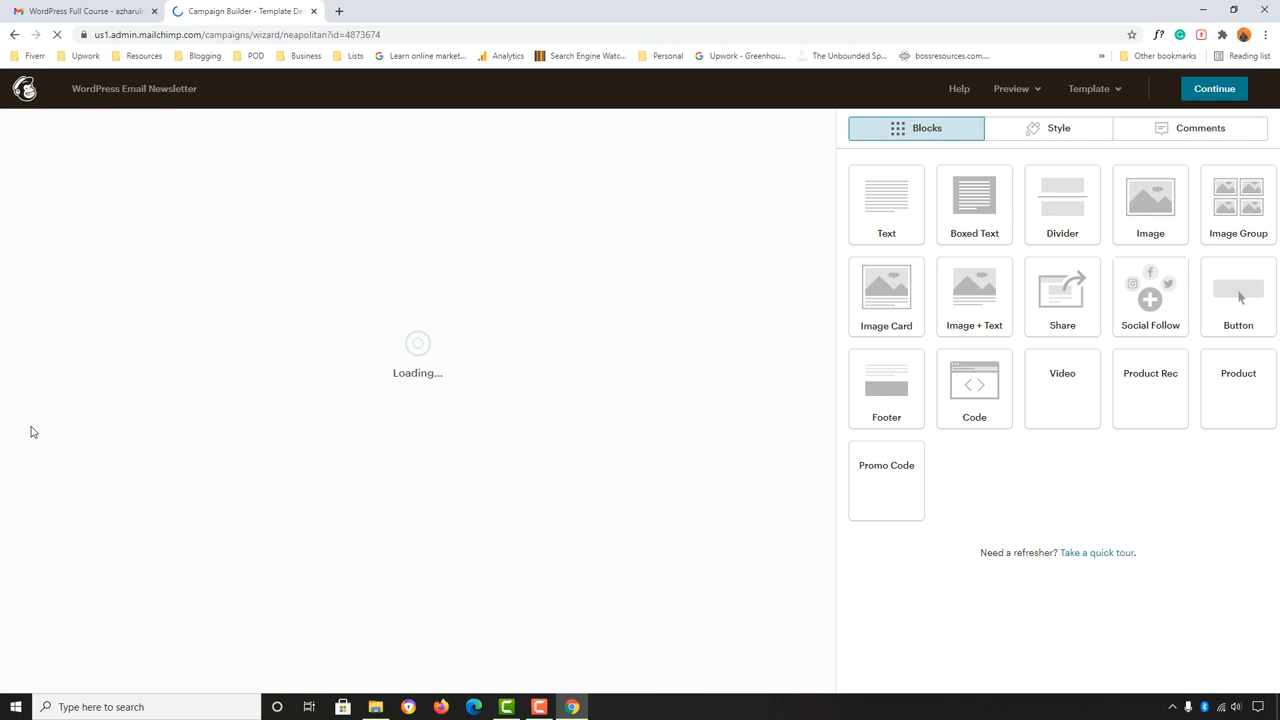 WordPress Full Course - azharuln
Campaign Builder - Template De
us1.admin.mailchimp.com/campaigns/wizard/neapolitan?id=4873674
f?
Fiverr
Upwork
Resources
Blogging
POD
Business
Lists
Learn online market...
Analytics
Search Engine Watc...
Personal
Upwork - Greenhou...
The Unbounded Sp...
bossresources.com...
»
Other bookmarks
Reading list
WordPress Email Newsletter
Help
Preview
Template
Continue
Blocks
Style
Comments
Text
Boxed Text
Divider
Image
Image Group
Image Card
Image + Text
Share
Social Follow
Button
Loading...
Footer
Code
Video
Product Rec
Product
Promo Code
Need a refresher? Take a quick tour.
Type here to search